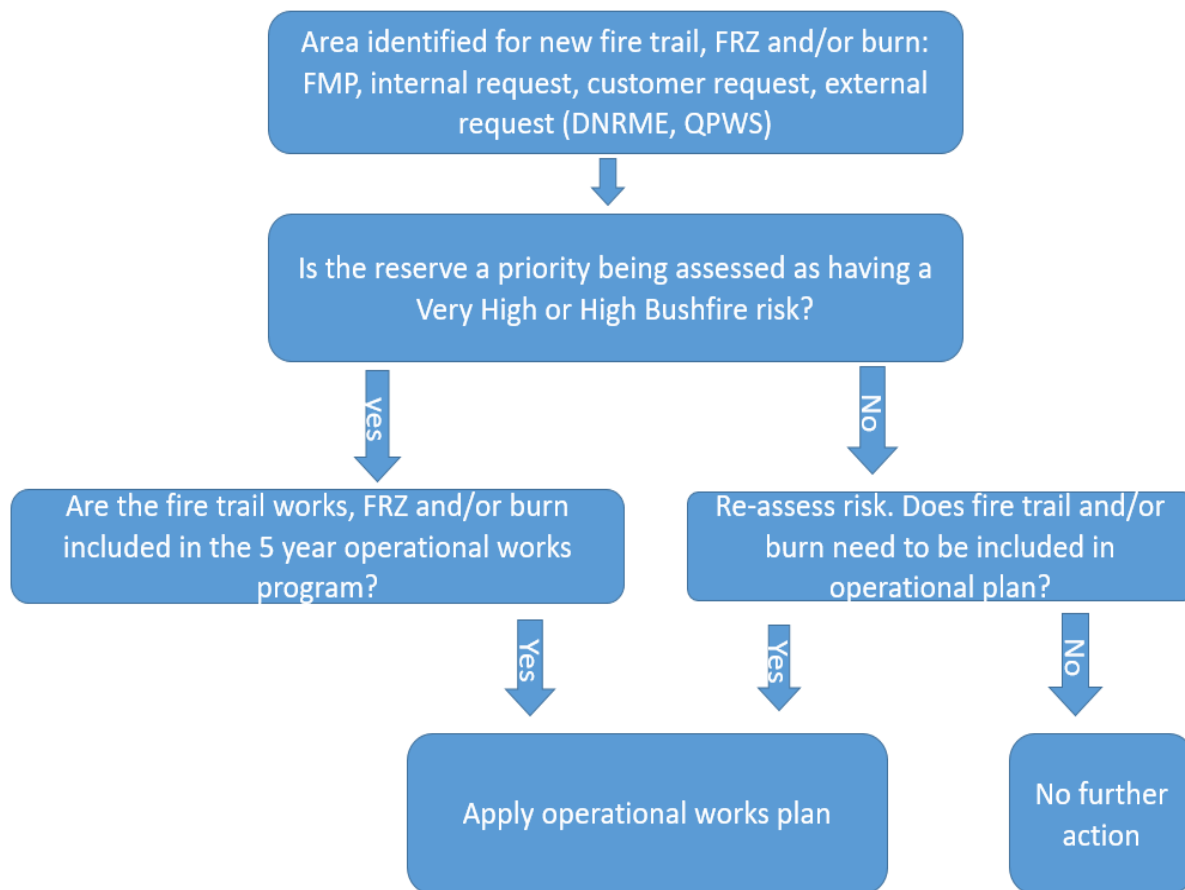 Area identified for new fire trail, FRZ and/or burn:
FMP, internal request, customer request, external
request (DNRME, QPWS)
Is the reserve a priority being assessed as having a
Very High or High Bushfire risk?
yes
No
Are the fire trail works, FRZ and/or burn
included in the 5 year operational works
program?
Re-assess risk. Does fire trail and/or
burn need to be included in
operational plan?
Yes
Yes
No
Apply operational works plan
No further
action